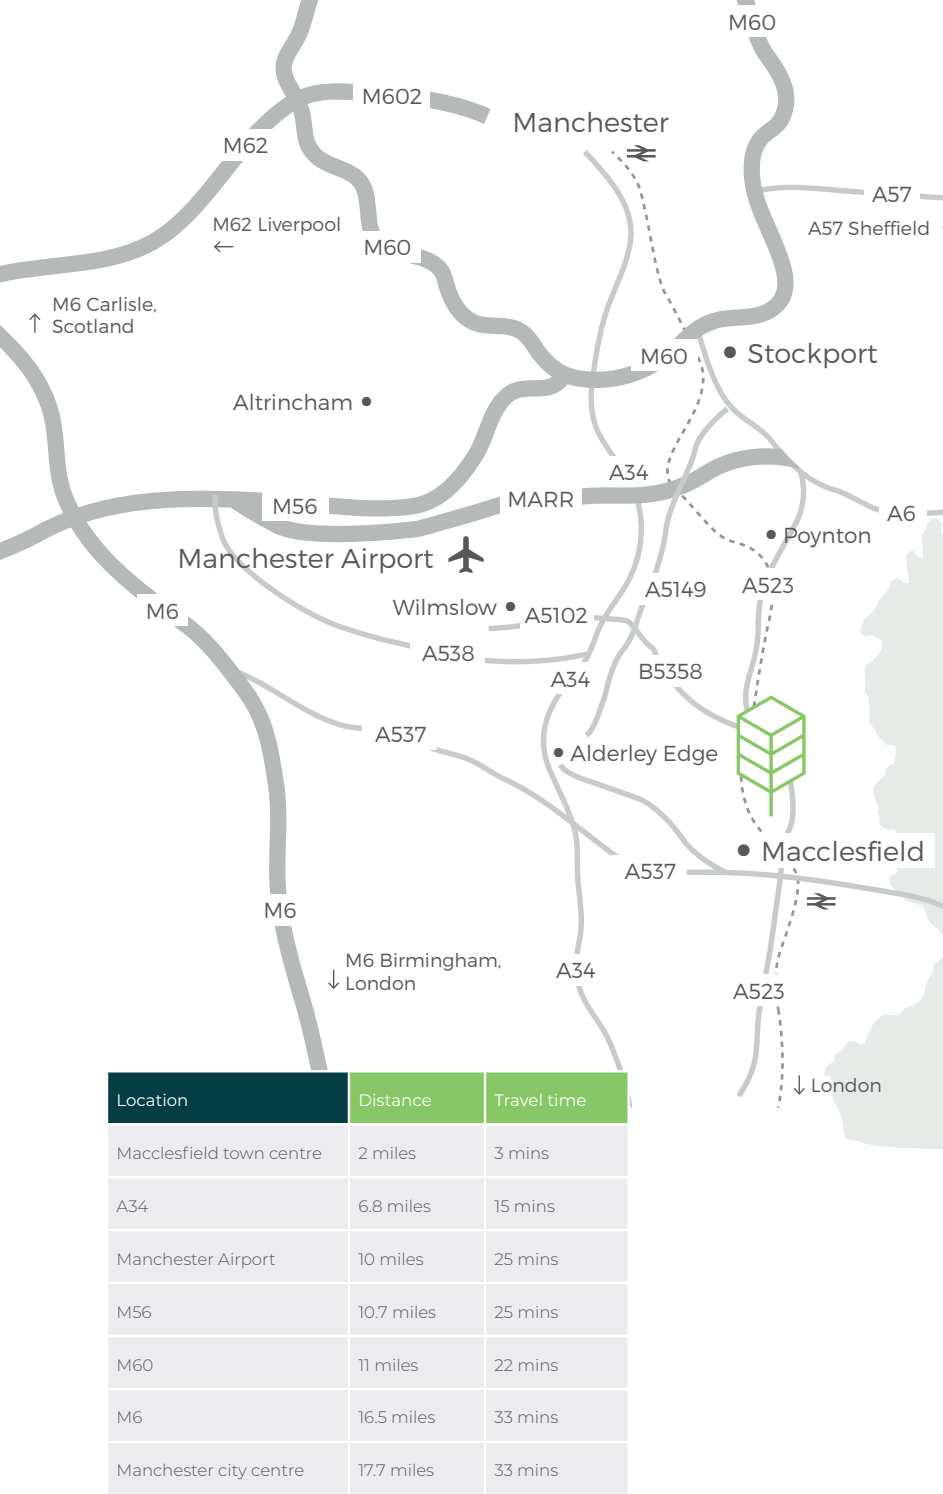 M60
M602
Manchester
M62
A57
M62 Liverpool
←
A57 Sheffield
M60
↑ M6 Carlisle,
Scotland
M60
Stockport
Altrincham
A34
M56
MARR
A6
Poynton
Manchester Airport
A523
A5149
M6
Wilmslow
A5102
A538
B5358
A34
A537
Alderley Edge
Macclesfield
A537
M6
M6 Birmingham,
↓ London
A34
A523
↓ London
Location Distance Travel time
Macclesfield town centre 2 miles 3 mins
A34 6.8 miles 15 mins
Manchester Airport 10 miles 25 mins
M56 10.7 miles 25 mins
M60 11 miles 22 mins
M6 16.5 miles 33 mins
Manchester city centre 17.7 miles 33 mins